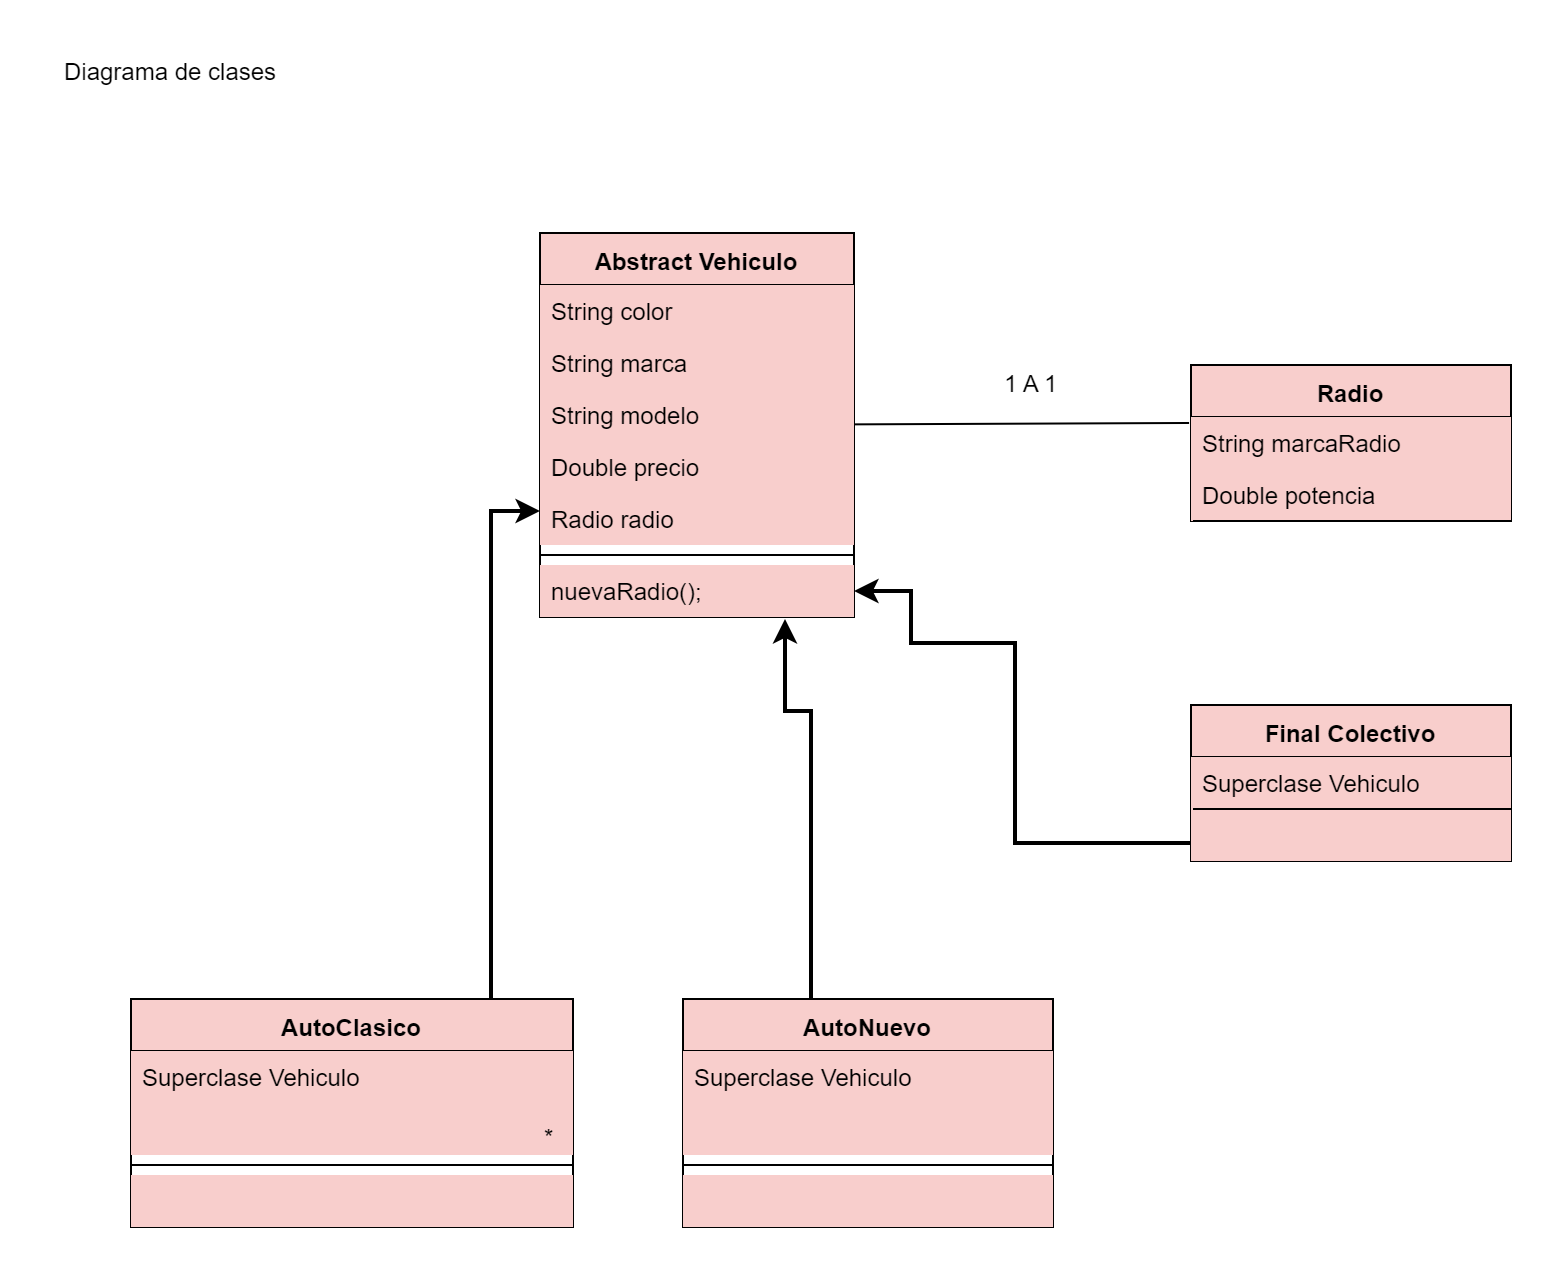 Diagrama de clases
Abstract Vehiculo
String color
String marca
String modelo
Double precio
Radio radio
nuevaRadio();
1 A 1
Radio
String marcaRadio
Double potencia
Final Colectivo
Superclase Vehiculo
AutoClasico
Superclase Vehiculo
*
AutoNuevo
Superclase Vehiculo